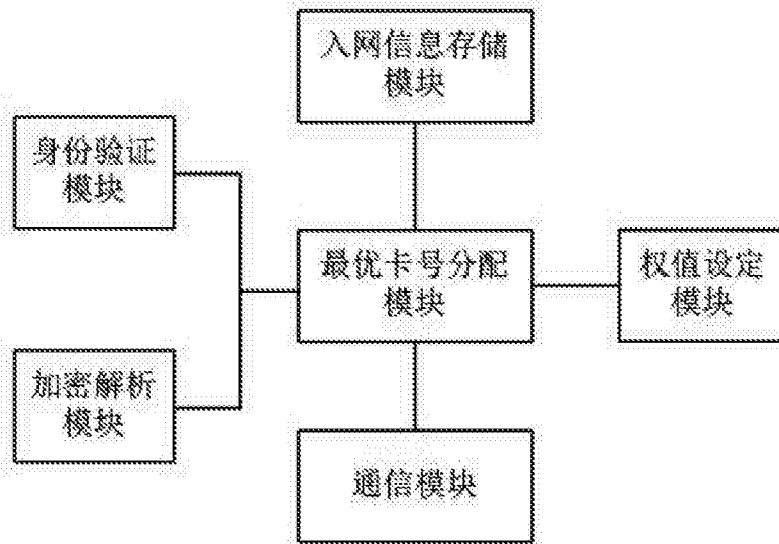 入网信息存储
模块
身份验证
模块
最优卡号分配
模块
权值设定
模块
加密解析
模块
通信模块